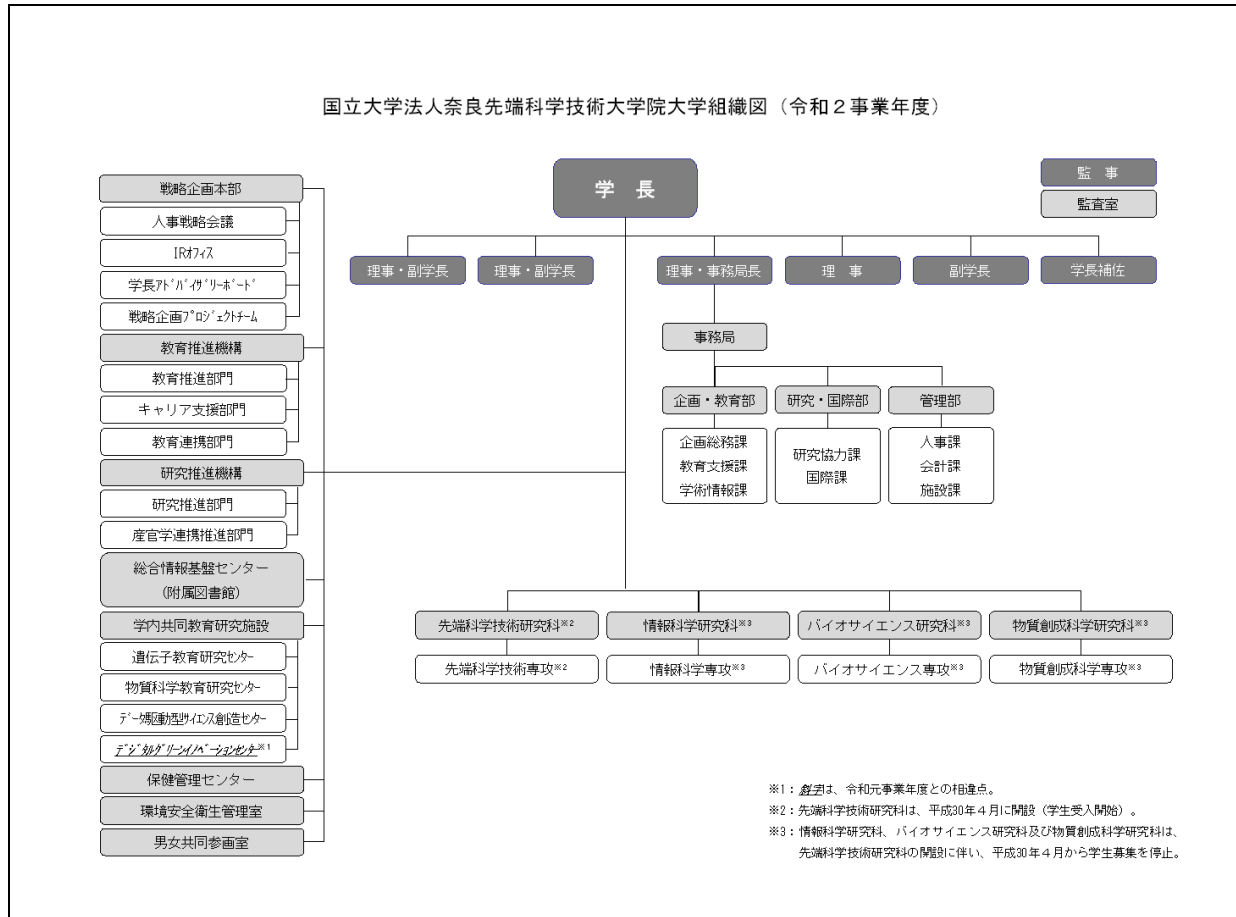 国立大学法人奈良先端科学技術大学院大学組織図（令和２事業年度）
学 長
監 事
監査室
理事・副学長
理事・副学長
理事・事務局長
理 事
副学長
学長補佐
事務局
企画・教育部
研究・国際部
管理部
企画総務課
教育支援課
学術情報課
研究協力課
国際課
人事課
会計課
施設課
戦略企画本部
人事戦略会議
IRｵﾌｨｽ
学長ｱﾄﾞﾊﾞｲｻﾞﾘｰﾎﾞｰﾄﾞ
戦略企画ﾌﾟﾛｼﾞｪｸﾄﾁｰﾑ
教育推進機構
教育推進部門
キャリア支援部門
教育連携部門
研究推進機構
研究推進部門
産官学連携推進部門
総合情報基盤センター
(附属図書館)
学内共同教育研究施設
遺伝子教育研究ｾﾝﾀｰ
物質科学教育研究ｾﾝﾀｰ
ﾃﾞｰﾀ駆動型ｻｲｴﾝｽ創造ｾﾝﾀｰ
ﾃﾞｼﾞﾀﾙｸﾞﾘｰﾝｲﾉﾍﾞｰｼｮﾝｾﾝﾀｰ※1
保健管理センター
環境安全衛生管理室
男女共同参画室
先端科学技術研究科※2
情報科学研究科※3
バイオサイエンス研究科※3
物質創成科学研究科※3
先端科学技術専攻※2
情報科学専攻※3
バイオサイエンス専攻※3
物質創成科学専攻※3
※1：斜字は、令和元事業年度との相違点。
※2：先端科学技術研究科は、平成30年４月に開設（学生受入開始）。
※3：情報科学研究科、バイオサイエンス研究科及び物質創成科学研究科は、
先端科学技術研究科の開設に伴い、平成30年４月から学生募集を停止。